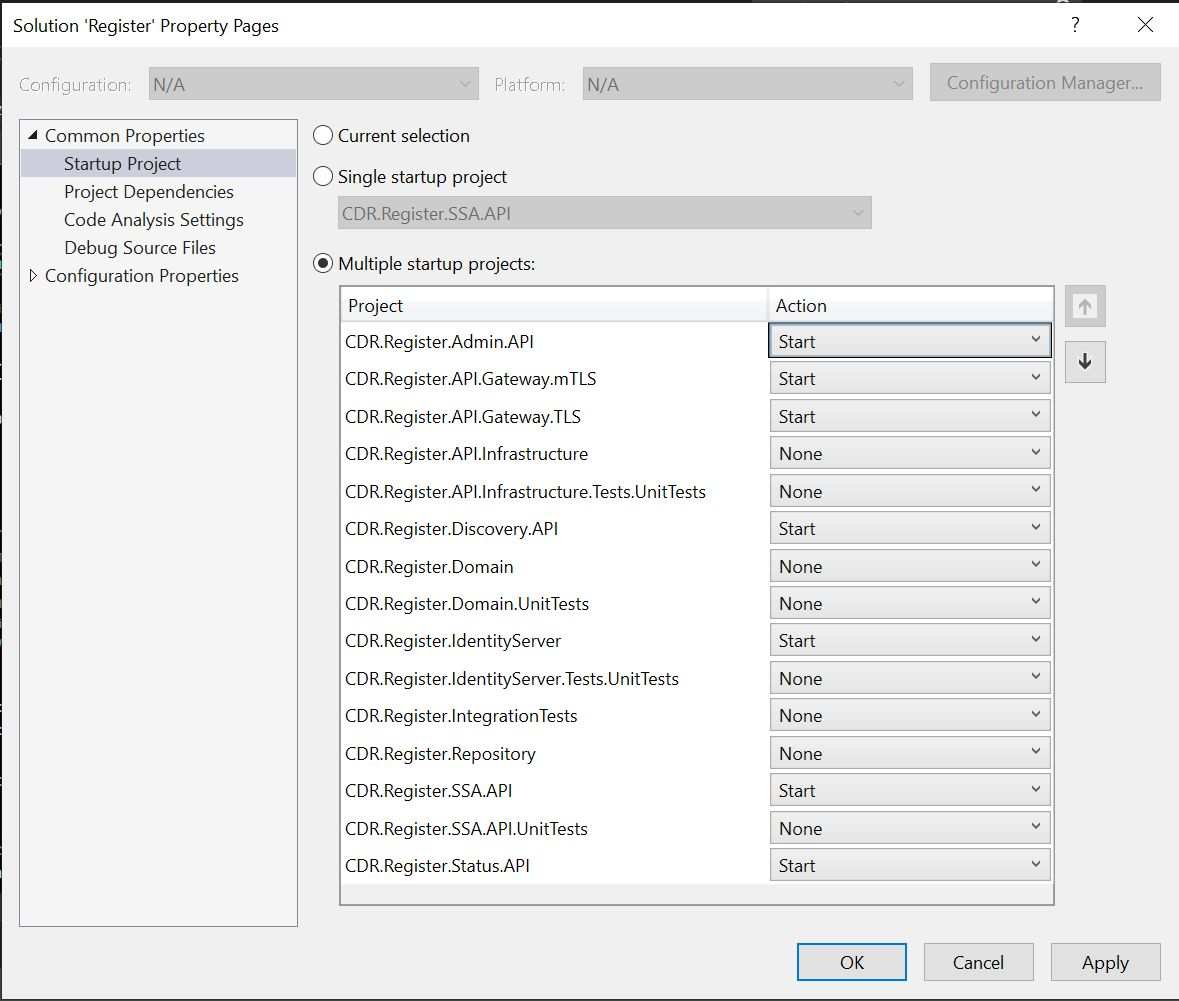 Solution 'Register' Property Pages ?
Configuration: N/A Platform: N/A Configuration Manager...
Common Properties
Startup Project
Project Dependencies
Code Analysis Settings
Debug Source Files
Configuration Properties
Current selection
Single startup project
CDR.Register.SSA.API
Multiple startup projects:
Project Action
CDR.Register.Admin.API Start
CDR.Register.API.Gateway.mTLS Start
CDR.Register.API.Gateway.TLS Start
CDR.Register.API.Infrastructure None
CDR.Register.API.Infrastructure.Tests.UnitTests None
CDR.Register.Discovery.API Start
CDR.Register.Domain None
CDR.Register.Domain.UnitTests None
CDR.Register.IdentityServer Start
CDR.Register.IdentityServer.Tests.UnitTests None
CDR.Register.IntegrationTests None
CDR.Register.Repository None
CDR.Register.SSA.API Start
CDR.Register.SSA.API.UnitTests None
CDR.Register.Status.API Start
OK Cancel Apply